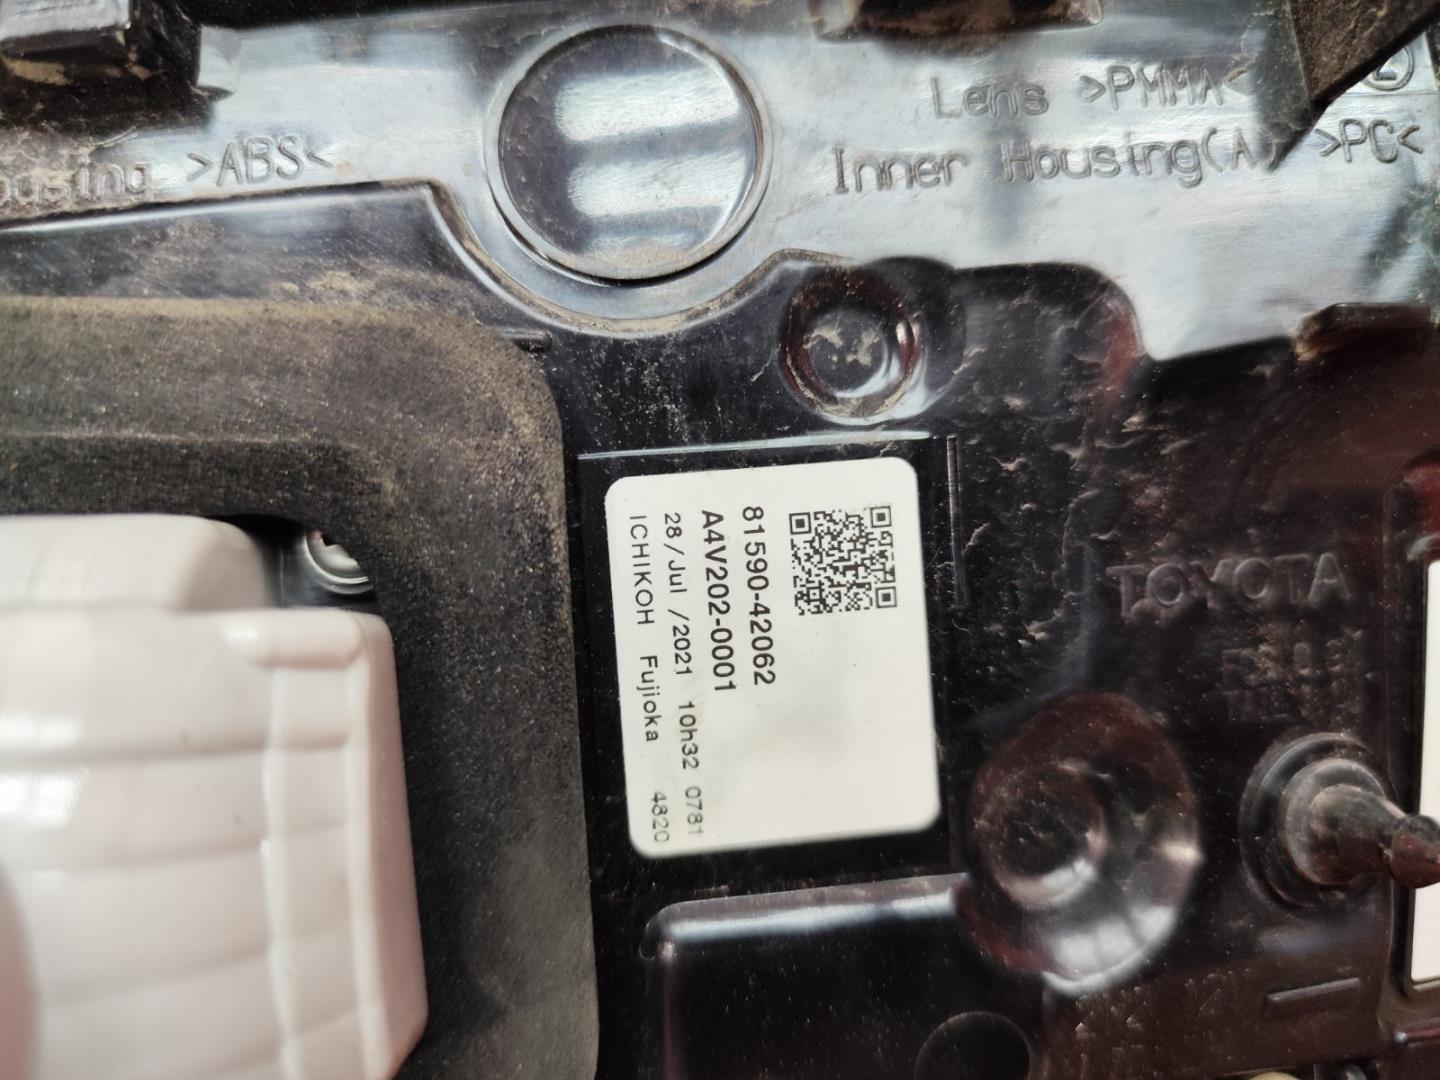 Lens >PMMA<
Inner Housing(A) >PC<
>ABS<
81590-42062
A4V202-0001
28/Jul /2021 10h32 0781
ICHIKOH Fujioka 4820
TOYOTA